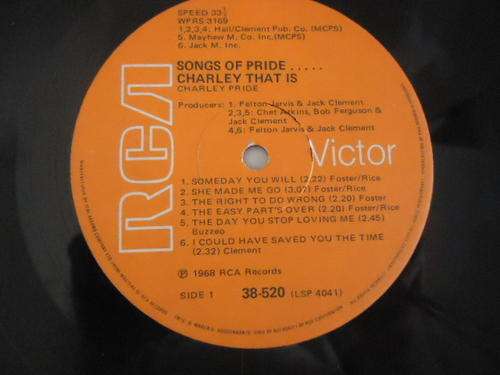 SPEED 33⅓
WPRS 3169
1,2,3,4: Hall/Clement Pub. Co. (MCPS)
5. Mayhew M. Co. Inc.(MCPS)
6. Jack M. Inc.
SONGS OF PRIDE . . . . .
CHARLEY THAT IS
CHARLEY PRIDE
Producers: 1. Felton Jarvis & Jack Clement
2,3,5: Chet Atkins, Bob Ferguson &
Jack Clement
4,6: Felton Jarvis & Jack Clement
RCA
Victor
1. SOMEDAY YOU WILL (2.22) Foster/Rice
2. SHE MADE ME GO (3.02) Foster/Rice
3. THE RIGHT TO DO WRONG (2.20) Foster
4. THE EASY PART'S OVER (2.20) Foster/Rice
5. THE DAY YOU STOP LOVING ME (2.45)
Buzzeo
6. I COULD HAVE SAVED YOU THE TIME
(2.32) Clement
Ⓟ 1968 RCA Records
SIDE 1 38-520 (LSP 4041)